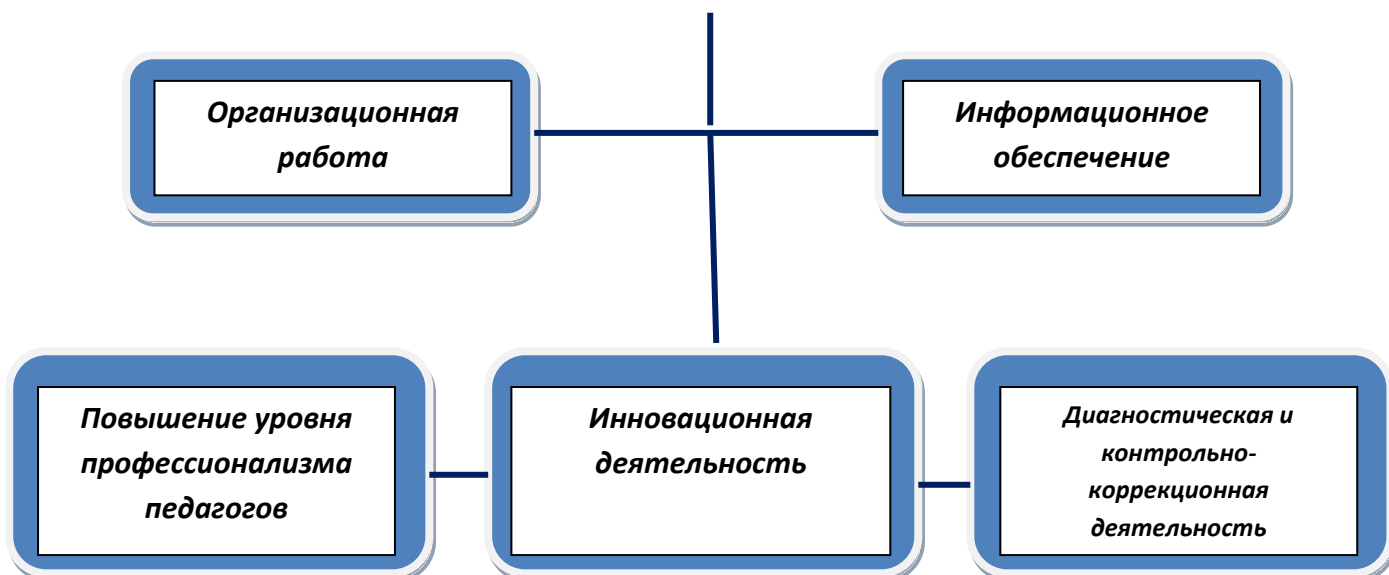 Организационная
работа
Информационное
обеспечение
Повышение уровня
профессионализма
педагогов
Инновационная
деятельность
Диагностическая и
контрольно-
коррекционная
деятельность